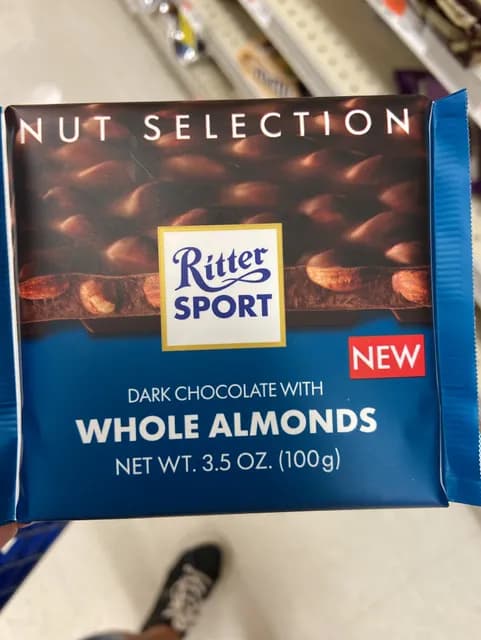 NUT SELECTION
Ritter
SPORT
NEW
DARK CHOCOLATE WITH
WHOLE ALMONDS
NET WT. 3.5 OZ. (100g)